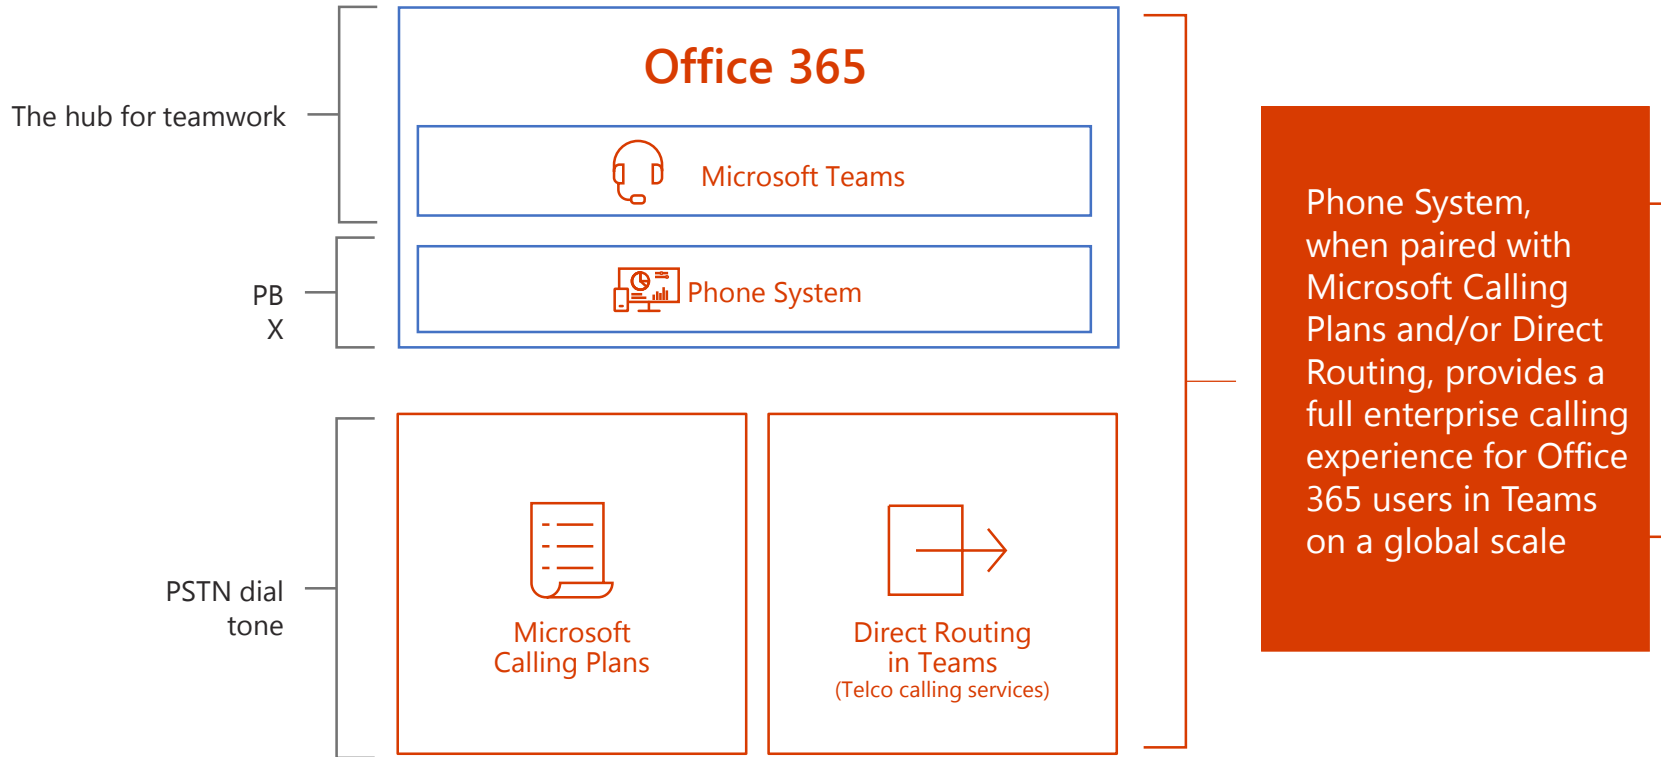 Office 365
The hub for teamwork
Microsoft Teams
PB
X
Phone System
PSTN dial
tone
Microsoft
Calling Plans
Direct Routing
in Teams
(Telco calling services)
Phone System,
when paired with
Microsoft Calling
Plans and/or Direct
Routing, provides a
full enterprise calling
experience for Office
365 users in Teams
on a global scale